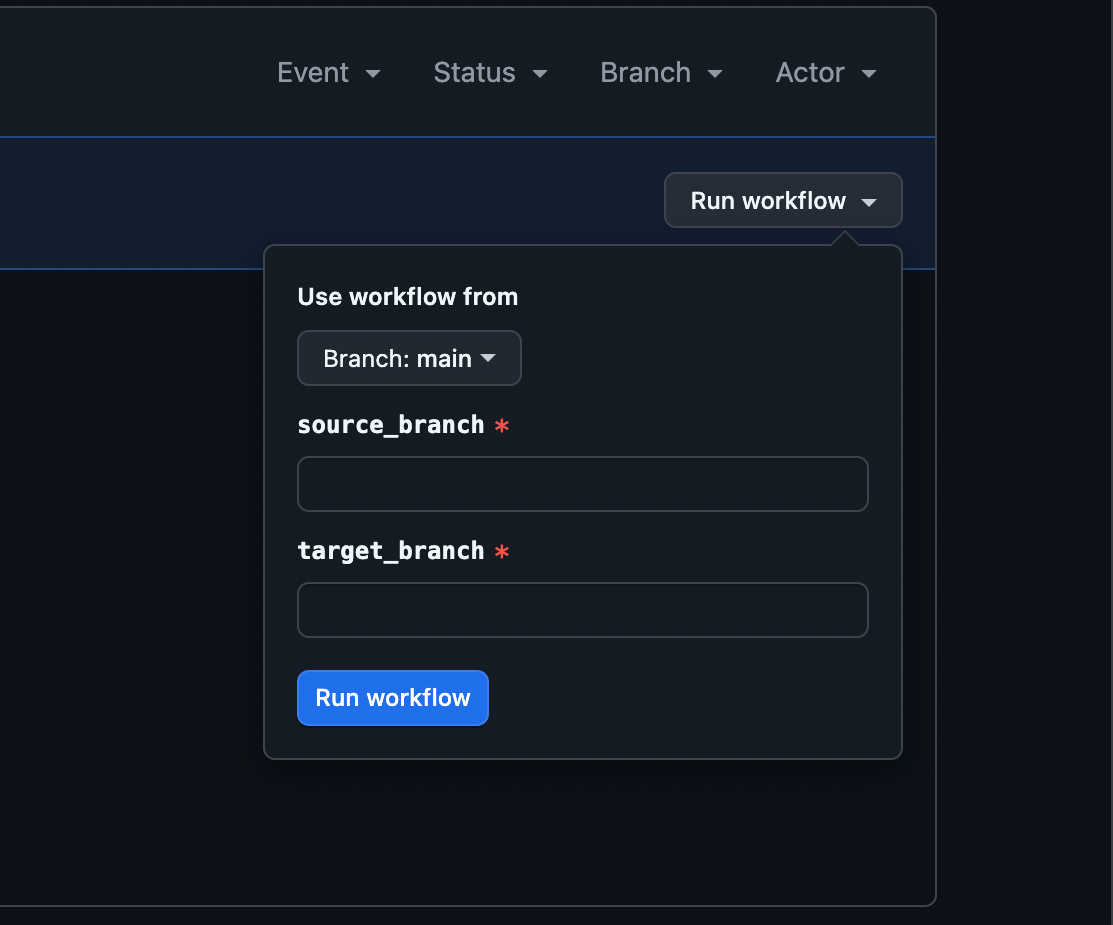 Event Status Branch Actor
Run workflow
Use workflow from
Branch: main
source_branch *
target_branch *
Run workflow